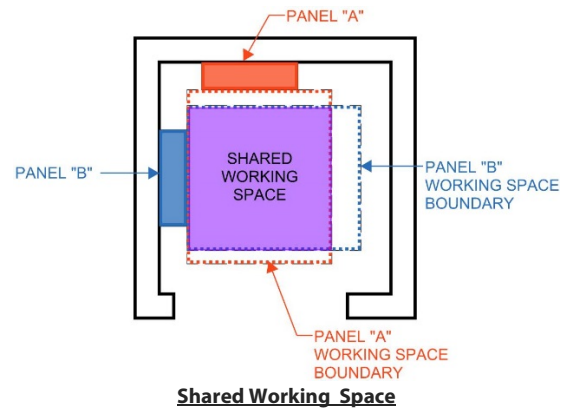 PANEL "A"
SHARED
WORKING
SPACE
PANEL "B"
PANEL "B"
WORKING SPACE
BOUNDARY
PANEL "A"
WORKING SPACE
BOUNDARY
Shared Working Space